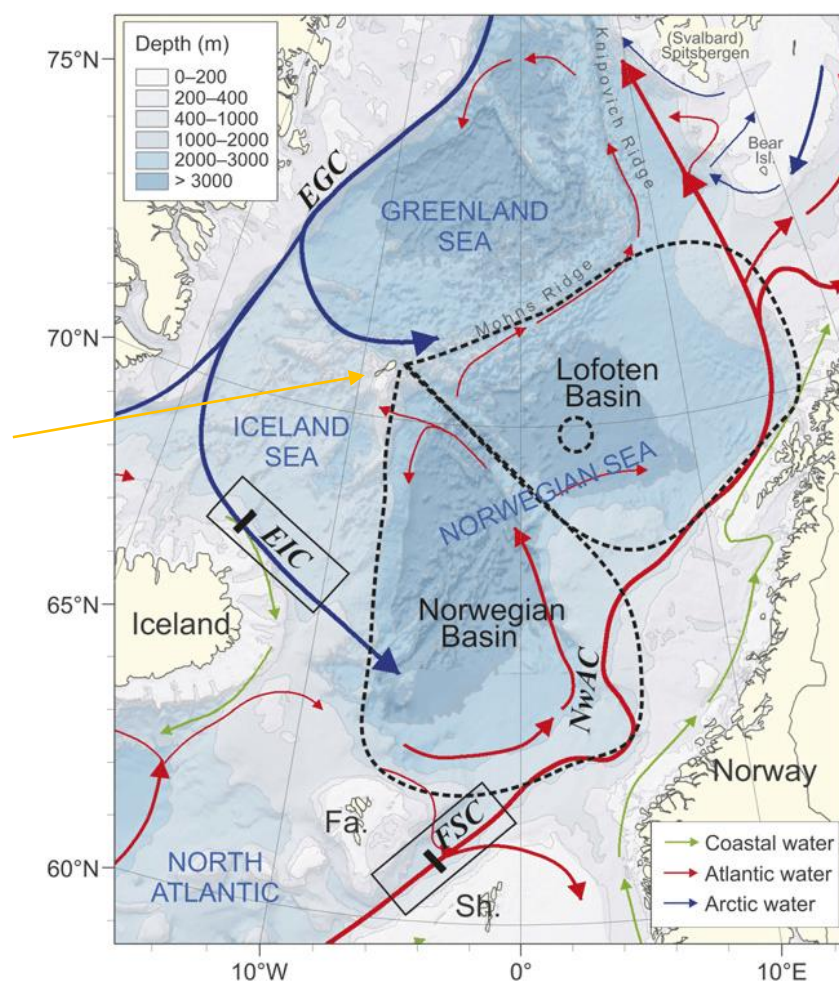 Depth (m)
0–200
200–400
400–1000
1000–2000
2000–3000
> 3000
75°N
70°N
65°N
60°N
10°W
0°
10°E
(Svalbard)
Spitsbergen
Knipovich Ridge
Bear
Isl.
EGC
GREENLAND
SEA
Mohns Ridge
Lofoten
Basin
ICELAND
SEA
NORWEGIAN SEA
EIC
Iceland
Norwegian
Basin
NwAC
Norway
Fa.
FSC
NORTH
ATLANTIC
Sh.
Coastal water
Atlantic water
Arctic water